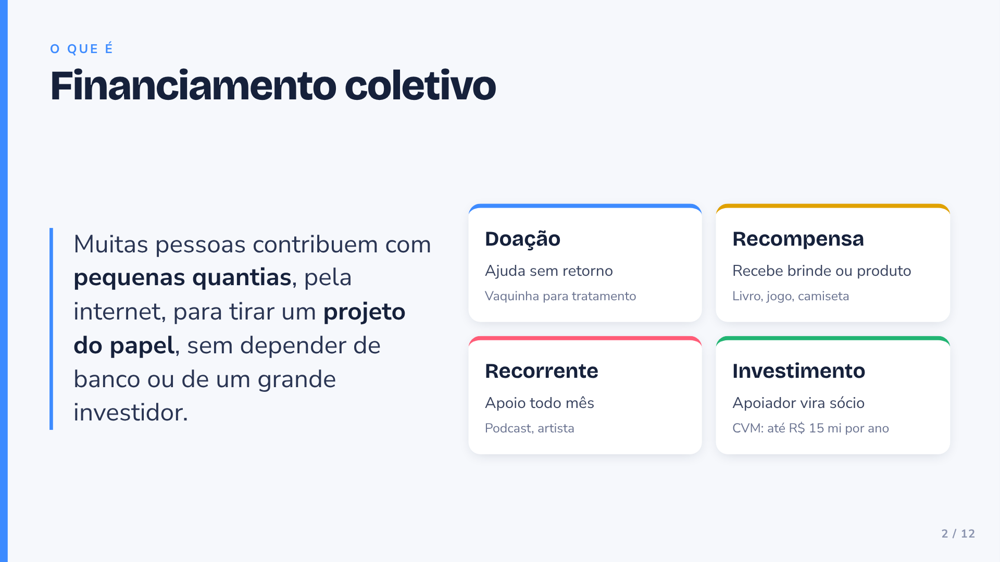 O QUE É
Financiamento coletivo
Muitas pessoas contribuem com
pequenas quantias, pela
internet, para tirar um projeto
do papel, sem depender de
banco ou de um grande
investidor.
Doação
Ajuda sem retorno
Vaquinha para tratamento
Recompensa
Recebe brinde ou produto
Livro, jogo, camiseta
Recorrente
Apoio todo mês
Podcast, artista
Investimento
Apoiador vira sócio
CVM: até R$ 15 mi por ano
2 / 12